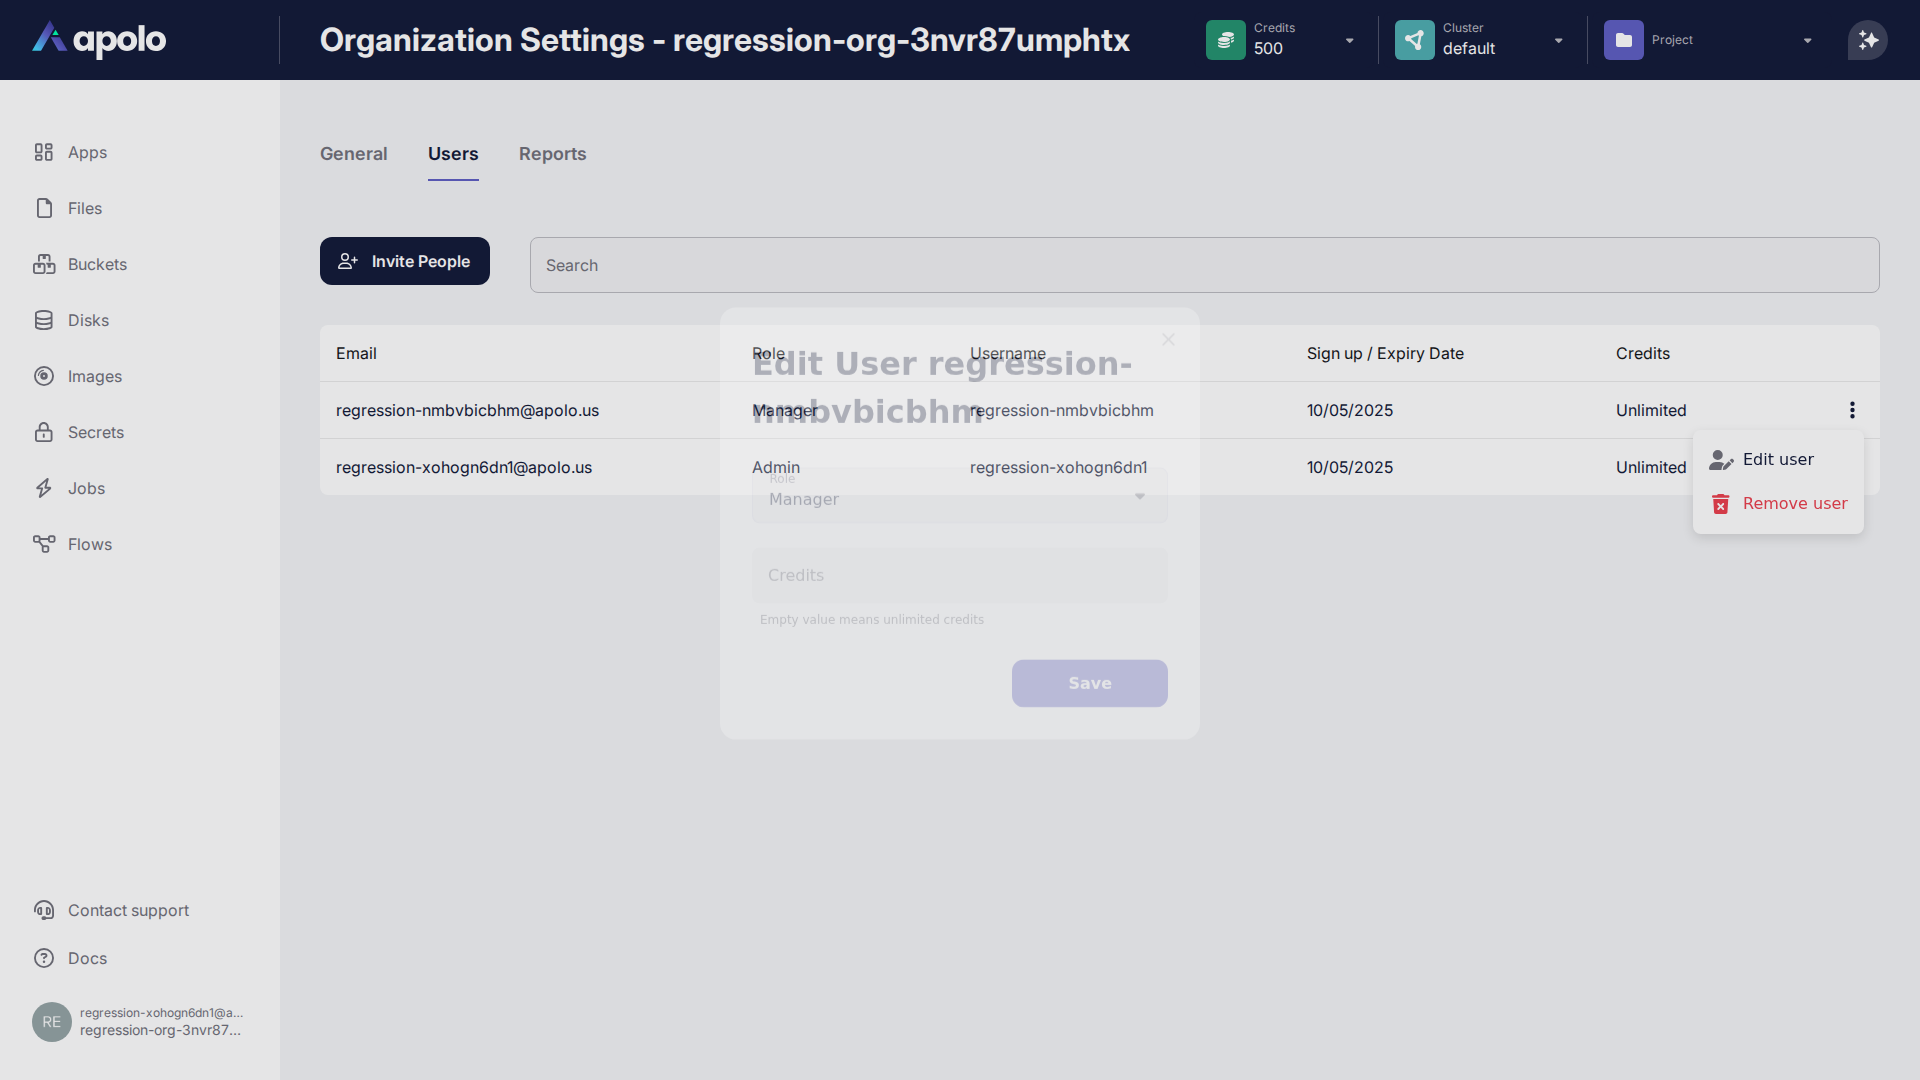 apolo
Organization Settings - regression-org-3nvr87umphtx
Credits
500
Cluster
default
Project
Apps
Files
Buckets
Disks
Images
Secrets
Jobs
Flows
Contact support
Docs
RE
regression-xohogn6dn1@a...
regression-org-3nvr87...
General Users Reports
Invite People
Search
Email Role Username Sign up / Expiry Date Credits
regression-nmbvbicbhm@apolo.us Manager regression-nmbvbicbhm 10/05/2025 Unlimited
regression-xohogn6dn1@apolo.us Admin regression-xohogn6dn1 10/05/2025 Unlimited
Edit user
Remove user
Edit User regression-
nmbvbicbhm
Role
Manager
Credits
Empty value means unlimited credits
Save